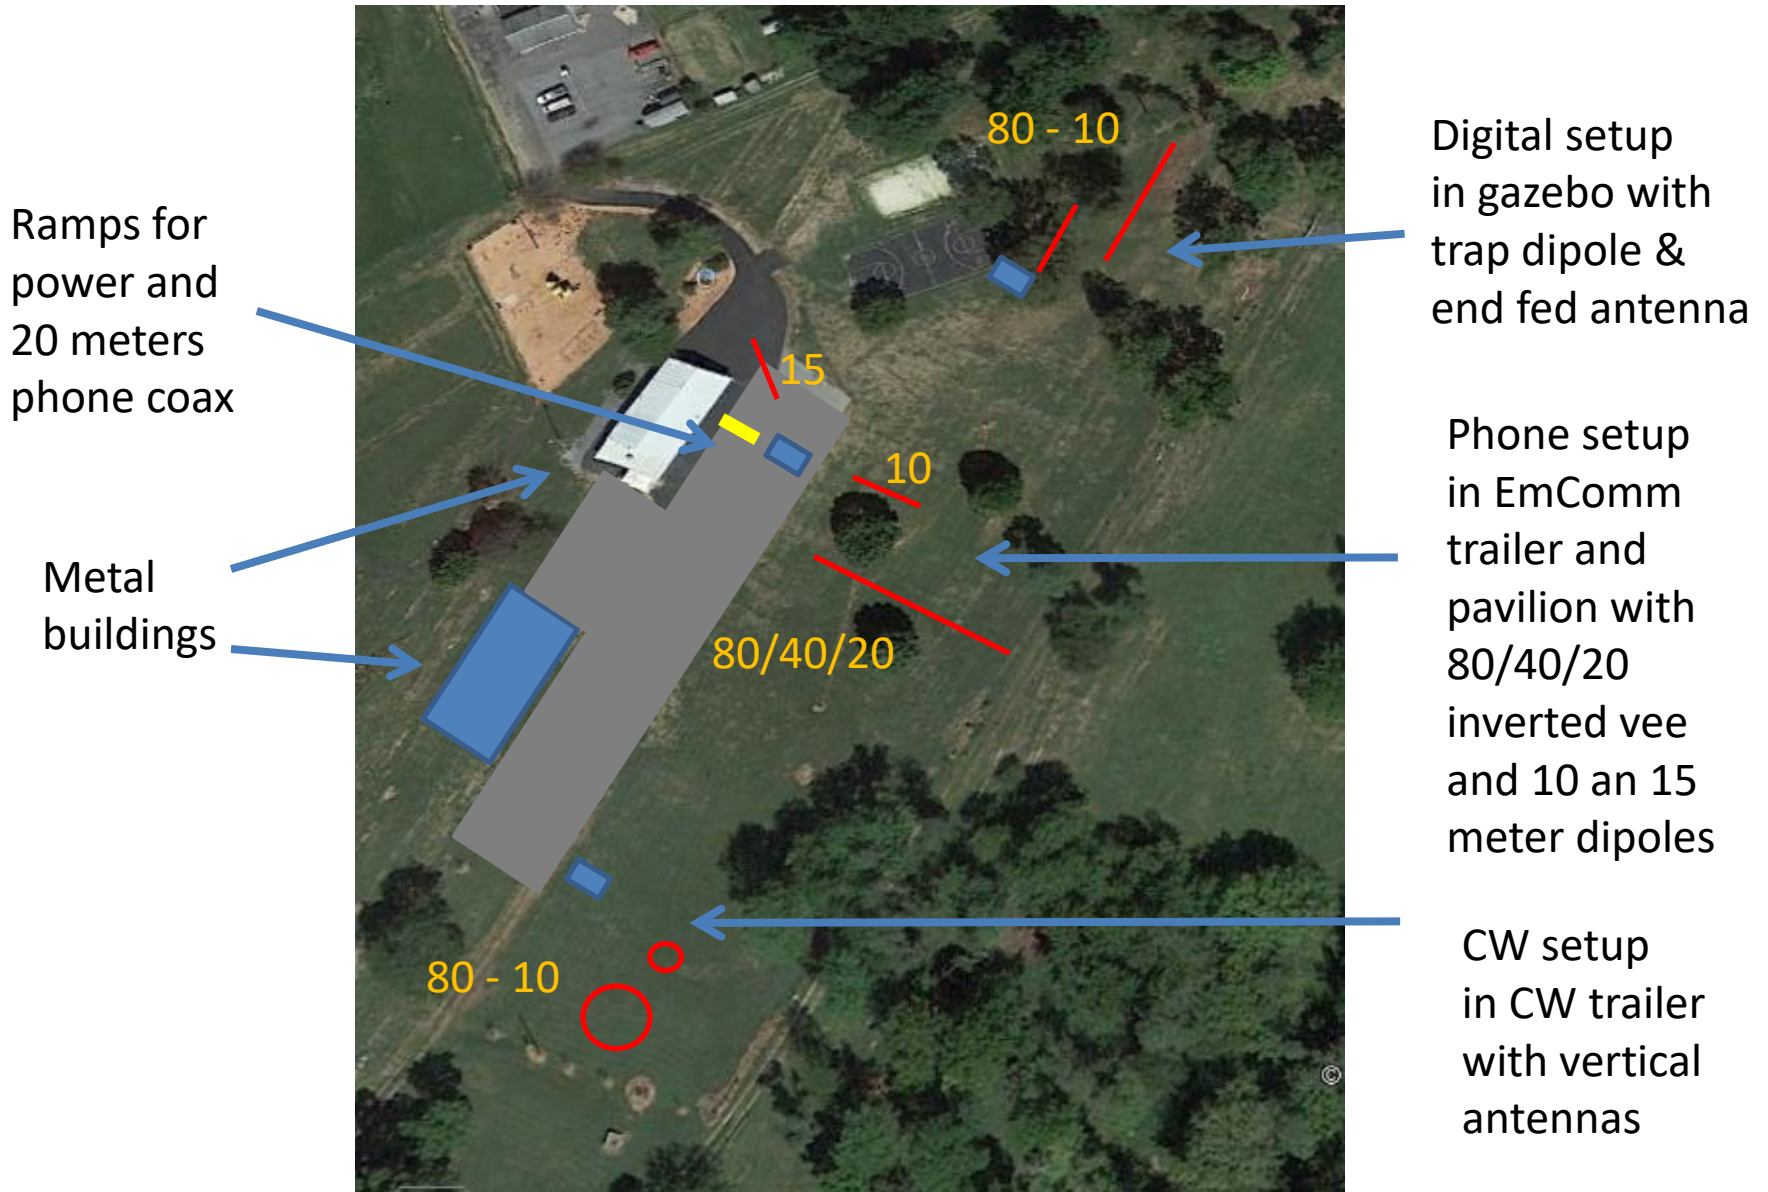 Ramps for
power and
20 meters
phone coax
Metal
buildings
80 - 10
15
10
80/40/20
80 - 10
Digital setup
in gazebo with
trap dipole &
end fed antenna
Phone setup
in EmComm
trailer and
pavilion with
80/40/20
inverted vee
and 10 an 15
meter dipoles
CW setup
in CW trailer
with vertical
antennas
©